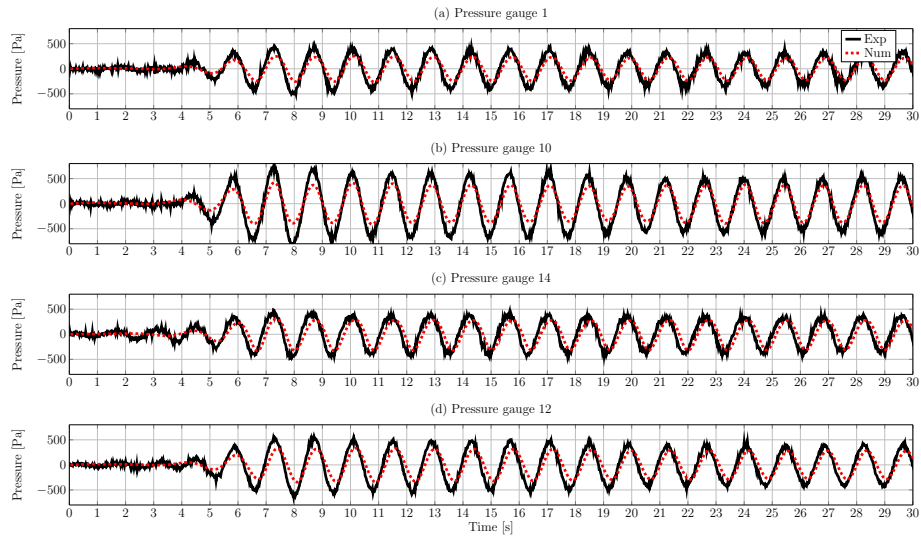 (a) Pressure gauge 1
Pressure [Pa]
500
0
−500
Exp
Num
0 1 2 3 4 5 6 7 8 9 10 11 12 13 14 15 16 17 18 19 20 21 22 23 24 25 26 27 28 29 30
(b) Pressure gauge 10
Pressure [Pa]
500
0
−500
0 1 2 3 4 5 6 7 8 9 10 11 12 13 14 15 16 17 18 19 20 21 22 23 24 25 26 27 28 29 30
(c) Pressure gauge 14
Pressure [Pa]
500
0
−500
0 1 2 3 4 5 6 7 8 9 10 11 12 13 14 15 16 17 18 19 20 21 22 23 24 25 26 27 28 29 30
(d) Pressure gauge 12
Pressure [Pa]
500
0
−500
0 1 2 3 4 5 6 7 8 9 10 11 12 13 14 15 16 17 18 19 20 21 22 23 24 25 26 27 28 29 30
Time [s]